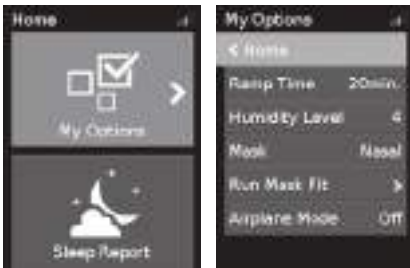 Home
My Options
Sleep Report
My Options
< Home
Ramp Time 20min.
Humidity Level 4
Mask Nasal
Run Mask Fit >
Airplane Mode Off